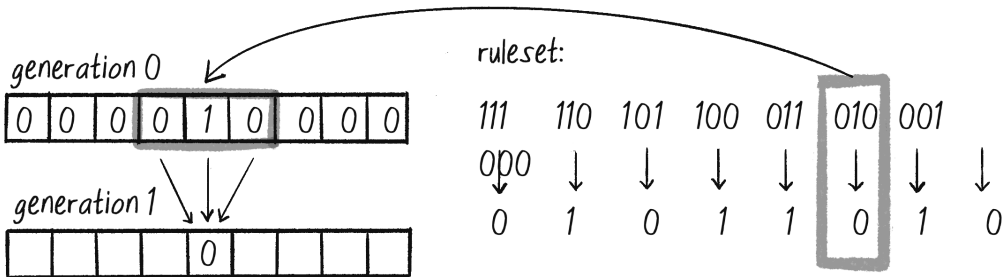 generation 0
0 0 0 0 1 0 0 0 0
generation 1
0
ruleset:
111 110 101 100 011 010 001
000
0 1 0 1 1 0 1 0